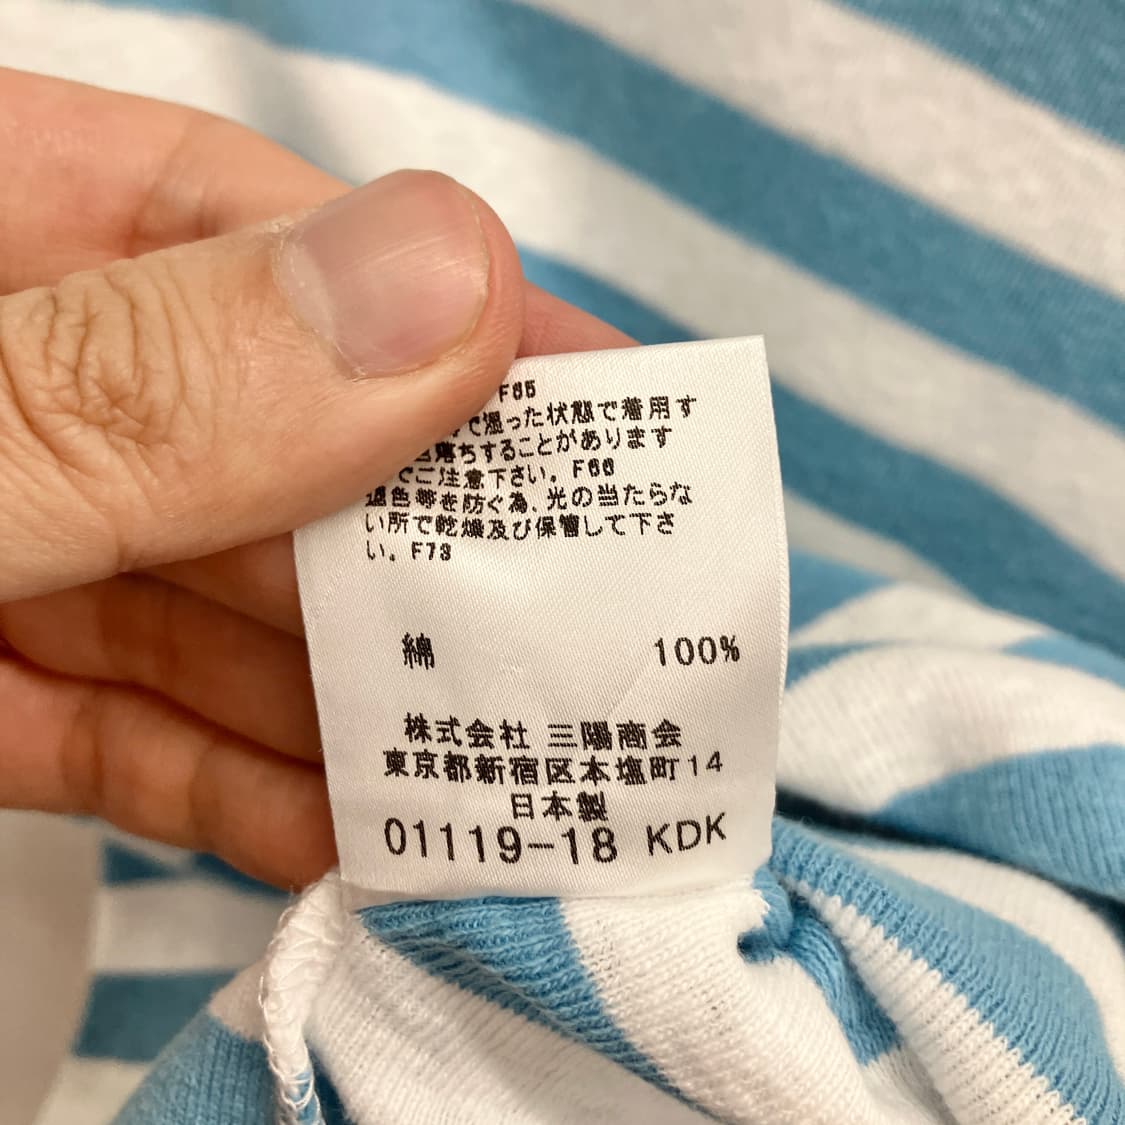 F65
で湿った状態で着用す
色落ちすることがあります
でご注意下さい。F66
退色等を防ぐ為、光の当たらな
い所で乾燥及び保管して下さ
い。F73
綿 100%
株式会社 三陽商会
東京都新宿区本塩町14
日本製
01119-18 KDK